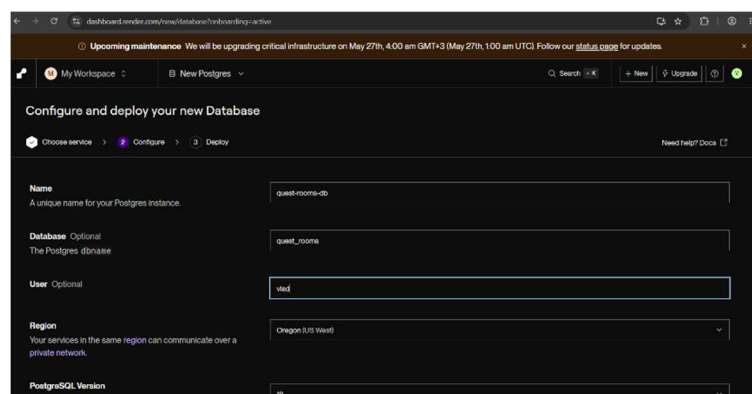 dashboard.render.com/new/database?onboarding=active
Upcoming maintenance We will be upgrading critical infrastructure on May 27th, 4:00 am GMT+3 (May 27th, 1:00 am UTC). Follow our status page for updates.
M My Workspace New Postgres Search + New Upgrade V
Configure and deploy your new Database
Choose service > 2 Configure > 3 Deploy Need help? Docs
Name
A unique name for your Postgres instance.
quest-rooms-db
Database Optional
The Postgres dbname
quest_rooms
User Optional
vlad
Region
Your services in the same region can communicate over a
private network.
Oregon (US West)
PostgreSQL Version